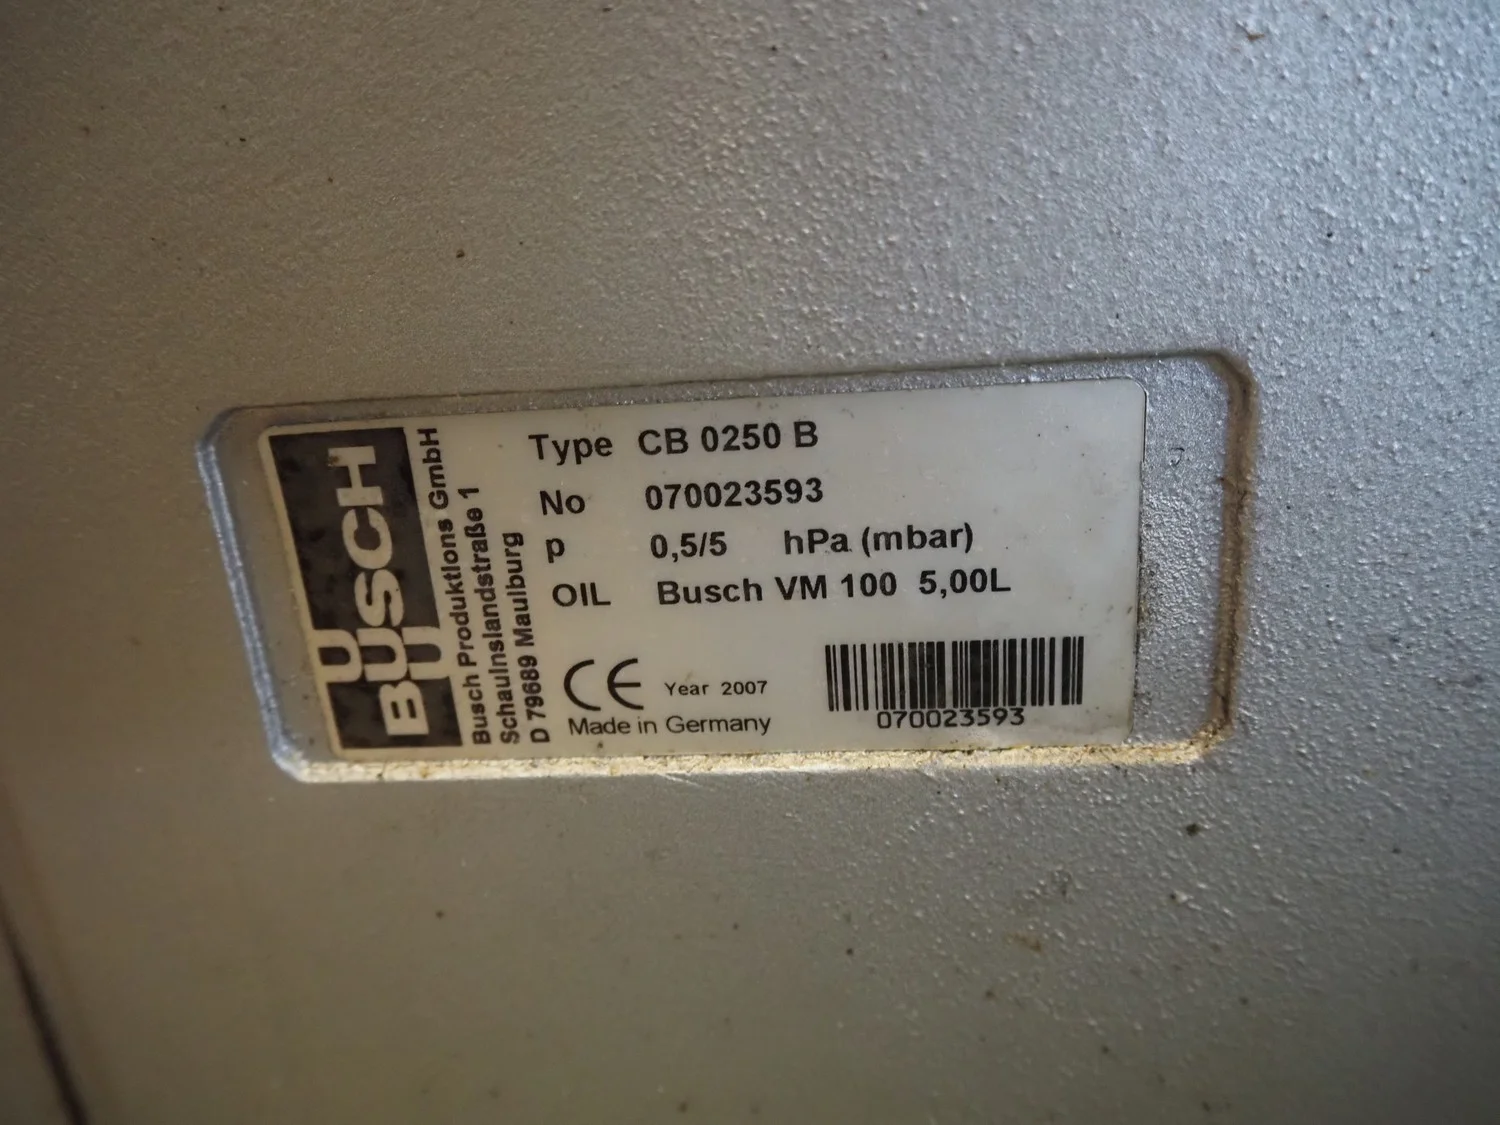 BUSCH
Busch Produktions GmbH
Schauinslandstraße 1
D 79689 Maulburg
Type CB 0250 B
No 070023593
p 0,5/5 hPa (mbar)
OIL Busch VM 100 5,00L
CE Year 2007
Made in Germany
070023593